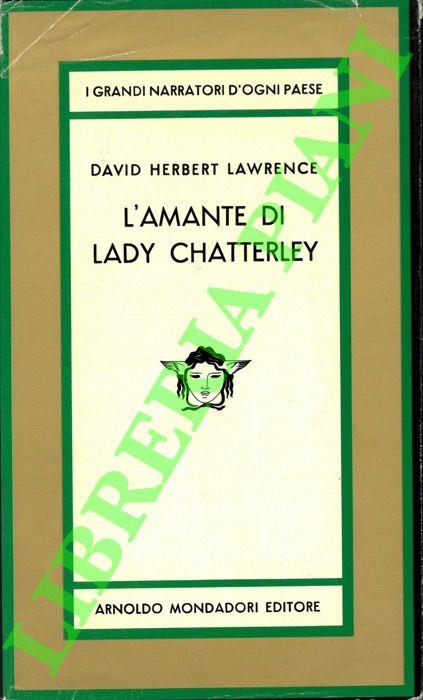 I GRANDI NARRATORI D'OGNI PAESE
DAVID HERBERT LAWRENCE
L'AMANTE DI
LADY CHATTERLEY
ARNOLDO MONDADORI EDITORE
LIBRERIA PIANI